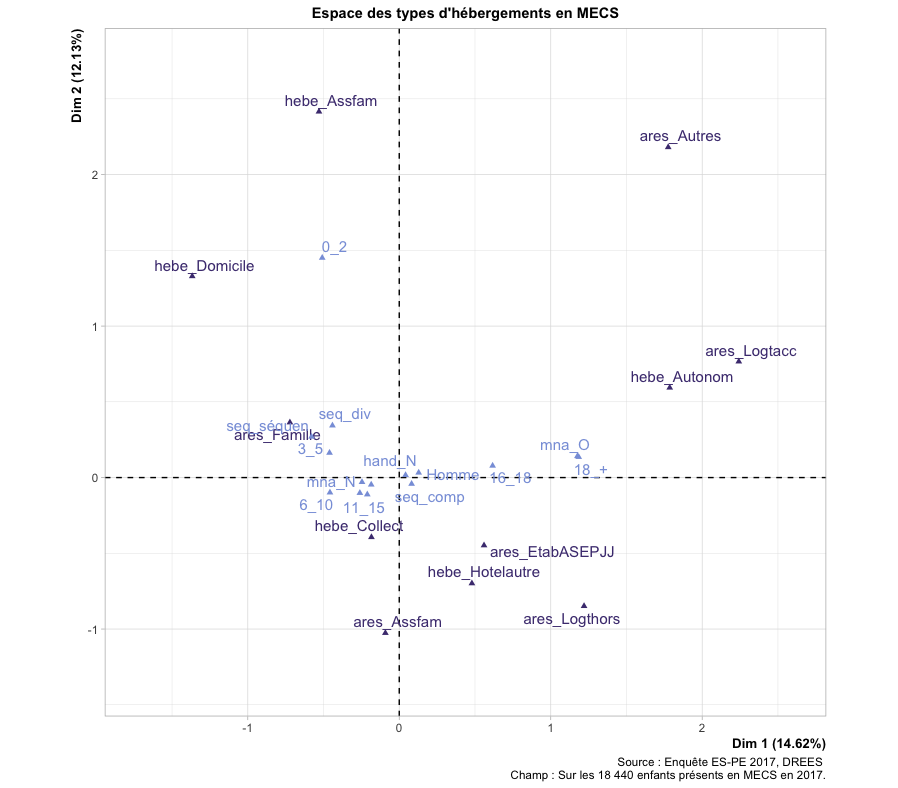 Espace des types d'hébergements en MECS
Dim 2 (12.13%)
hebe_Assfam
ares_Autres
2
0_2
hebe_Domicile
1
ares_Logtacc
hebe_Autonom
seq_div
seq_séquen
ares_Famille
mna_O
3_5
hand_N
18_+
0
Homme
16_18
mna_N
seq_comp
6_10
11_15
hebe_Collect
ares_EtabASEPJJ
hebe_Hotelautre
ares_Logthors
ares_Assfam
-1
-1
0
1
2
Dim 1 (14.62%)
Source : Enquête ES-PE 2017, DREES
Champ : Sur les 18 440 enfants présents en MECS en 2017.